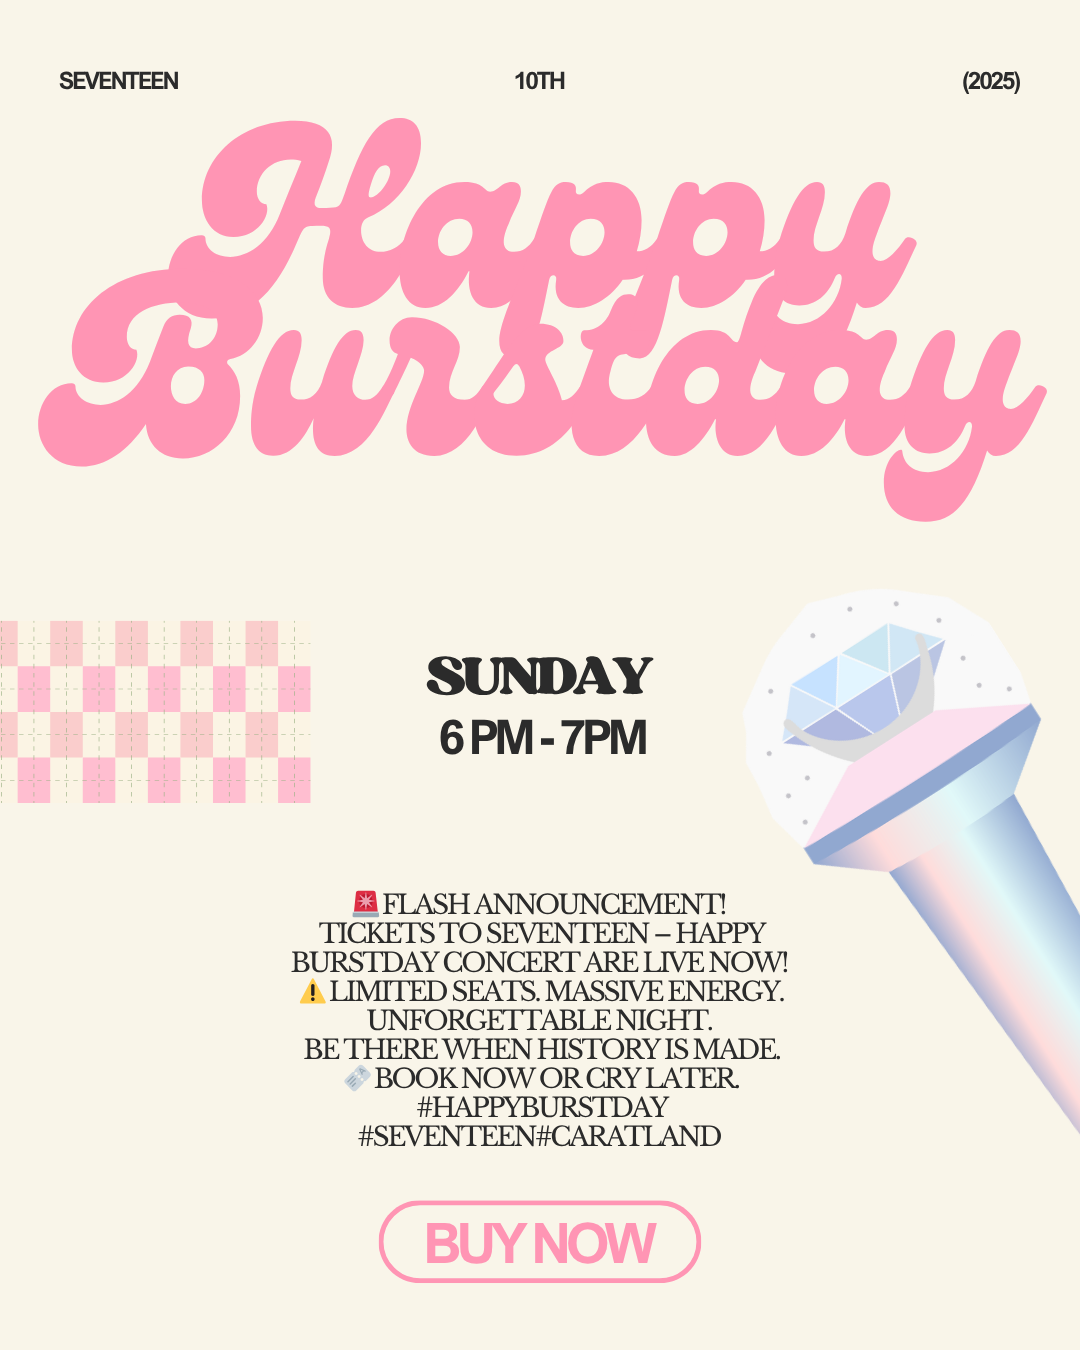 SEVENTEEN 10TH (2025)
Happy
Burstday
SUNDAY
6 PM - 7PM
🚨FLASH ANNOUNCEMENT!
TICKETS TO SEVENTEEN – HAPPY
BURSTDAY CONCERT ARE LIVE NOW!
⚠️LIMITED SEATS. MASSIVE ENERGY.
UNFORGETTABLE NIGHT.
BE THERE WHEN HISTORY IS MADE.
🎟️BOOK NOW OR CRY LATER.
#HAPPYBURSTDAY
#SEVENTEEN#CARATLAND
BUY NOW